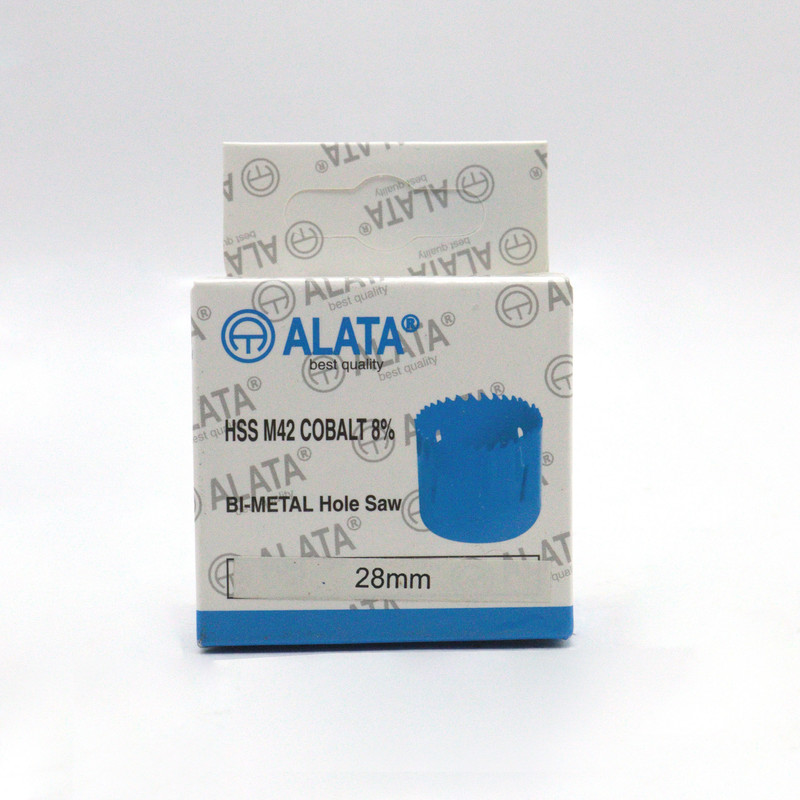 ALATA®
best quality
HSS M42 COBALT 8%
BI-METAL Hole Saw
28mm